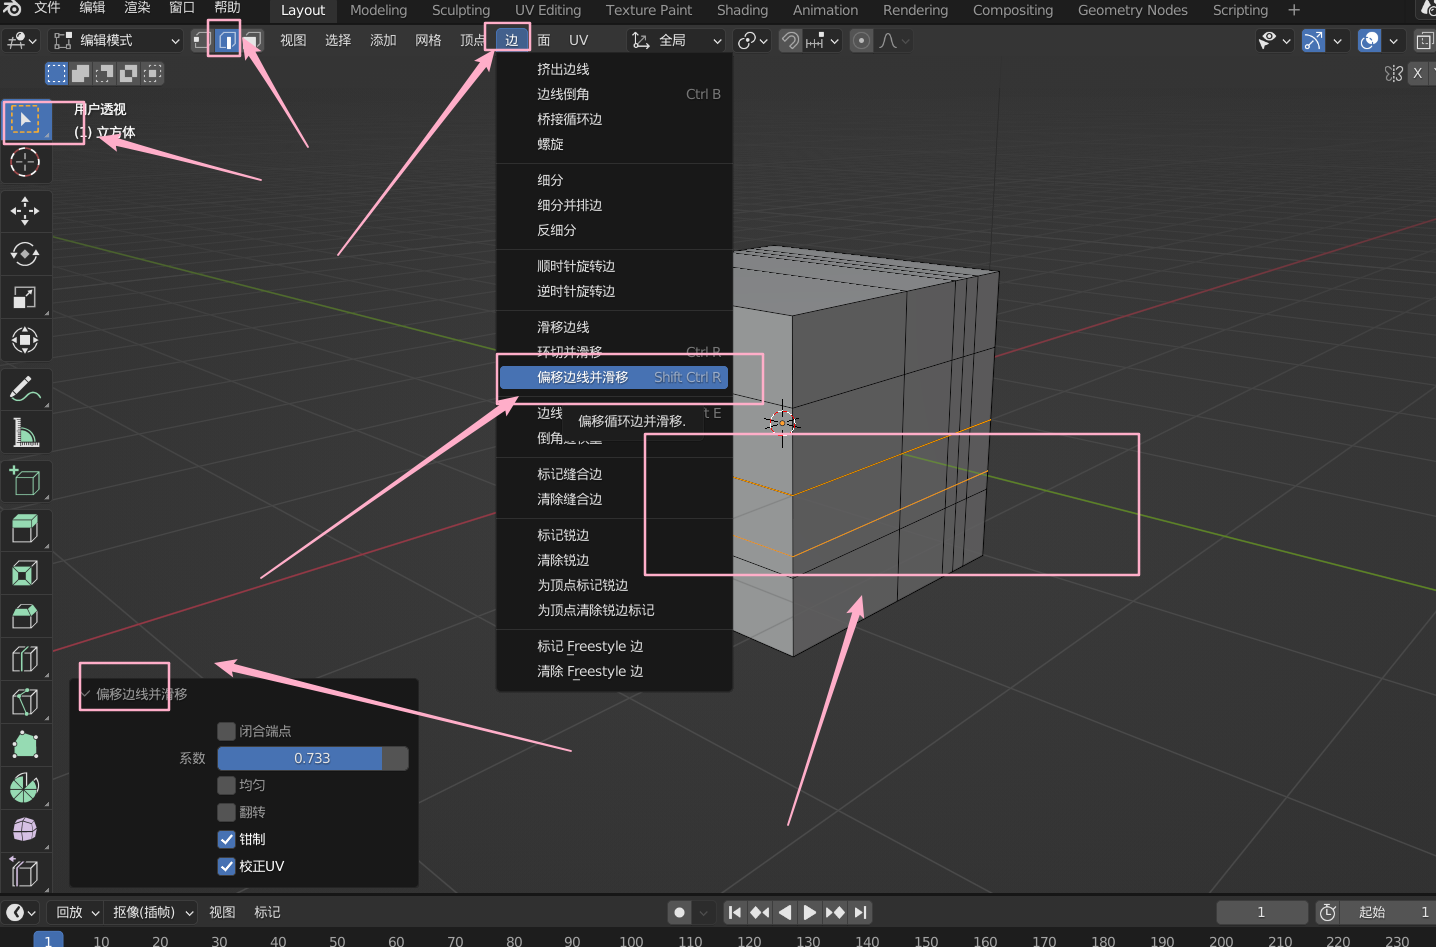 文件 编辑 渲染 窗口 帮助 Layout Modeling Sculpting UV Editing Texture Paint Shading Animation Rendering Compositing Geometry Nodes Scripting +
编辑模式 视图 选择 添加 网格 顶点 边 面 UV 全局
X
用户透视
(1) 立方体
挤出边线
边线倒角 Ctrl B
桥接循环边
螺旋
细分
细分并排边
反细分
顺时针旋转边
逆时针旋转边
滑移边线
环切并滑移 Ctrl R
偏移边线并滑移 Shift Ctrl R
边线 t E
偏移循环边并滑移.
标记缝合边
清除缝合边
标记锐边
清除锐边
为顶点标记锐边
为顶点清除锐边标记
标记 Freestyle 边
清除 Freestyle 边
偏移边线并滑移
闭合端点
系数 0.733
均匀
翻转
钳制
校正UV
回放 抠像(插帧) 视图 标记 1 起始 1
1 10 20 30 40 50 60 70 80 90 100 110 120 130 140 150 160 170 180 190 200 210 220 230